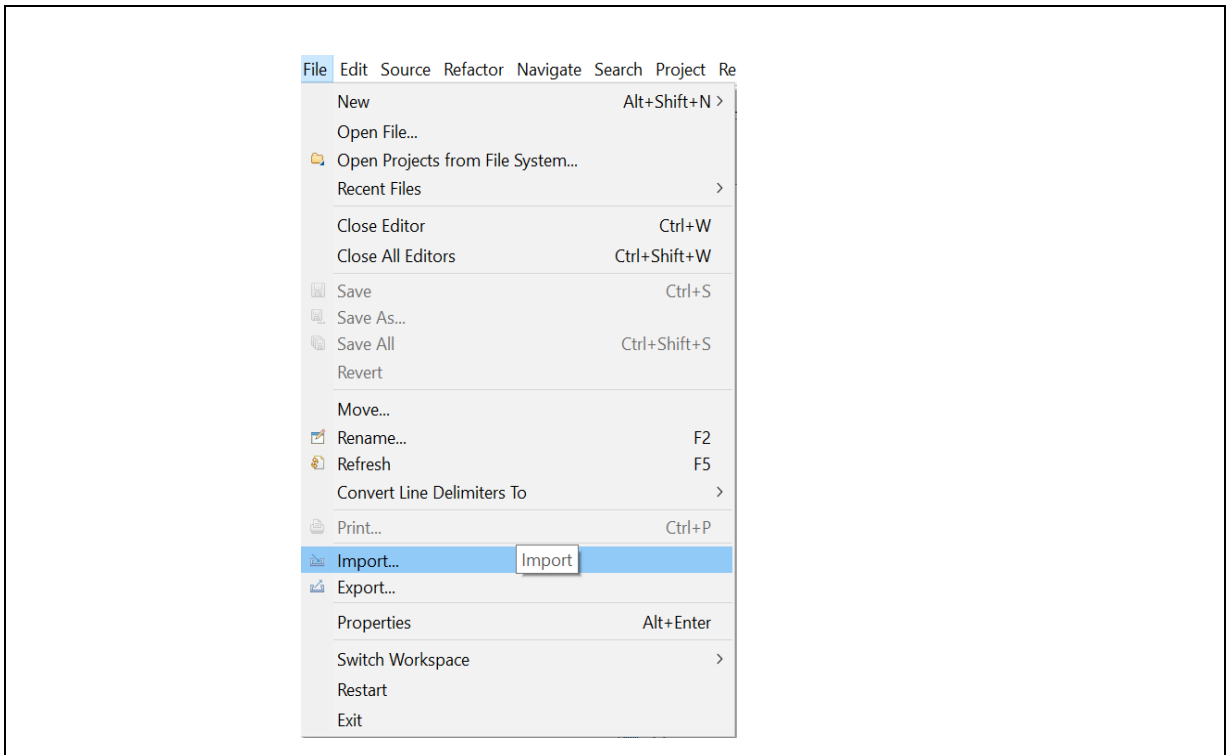 File Edit Source Refactor Navigate Search Project Re
New Alt+Shift+N >
Open File...
Open Projects from File System...
Recent Files >
Close Editor Ctrl+W
Close All Editors Ctrl+Shift+W
Save Ctrl+S
Save As...
Save All Ctrl+Shift+S
Revert
Move...
Rename... F2
Refresh F5
Convert Line Delimiters To >
Print... Ctrl+P
Import... Import
Export...
Properties Alt+Enter
Switch Workspace >
Restart
Exit